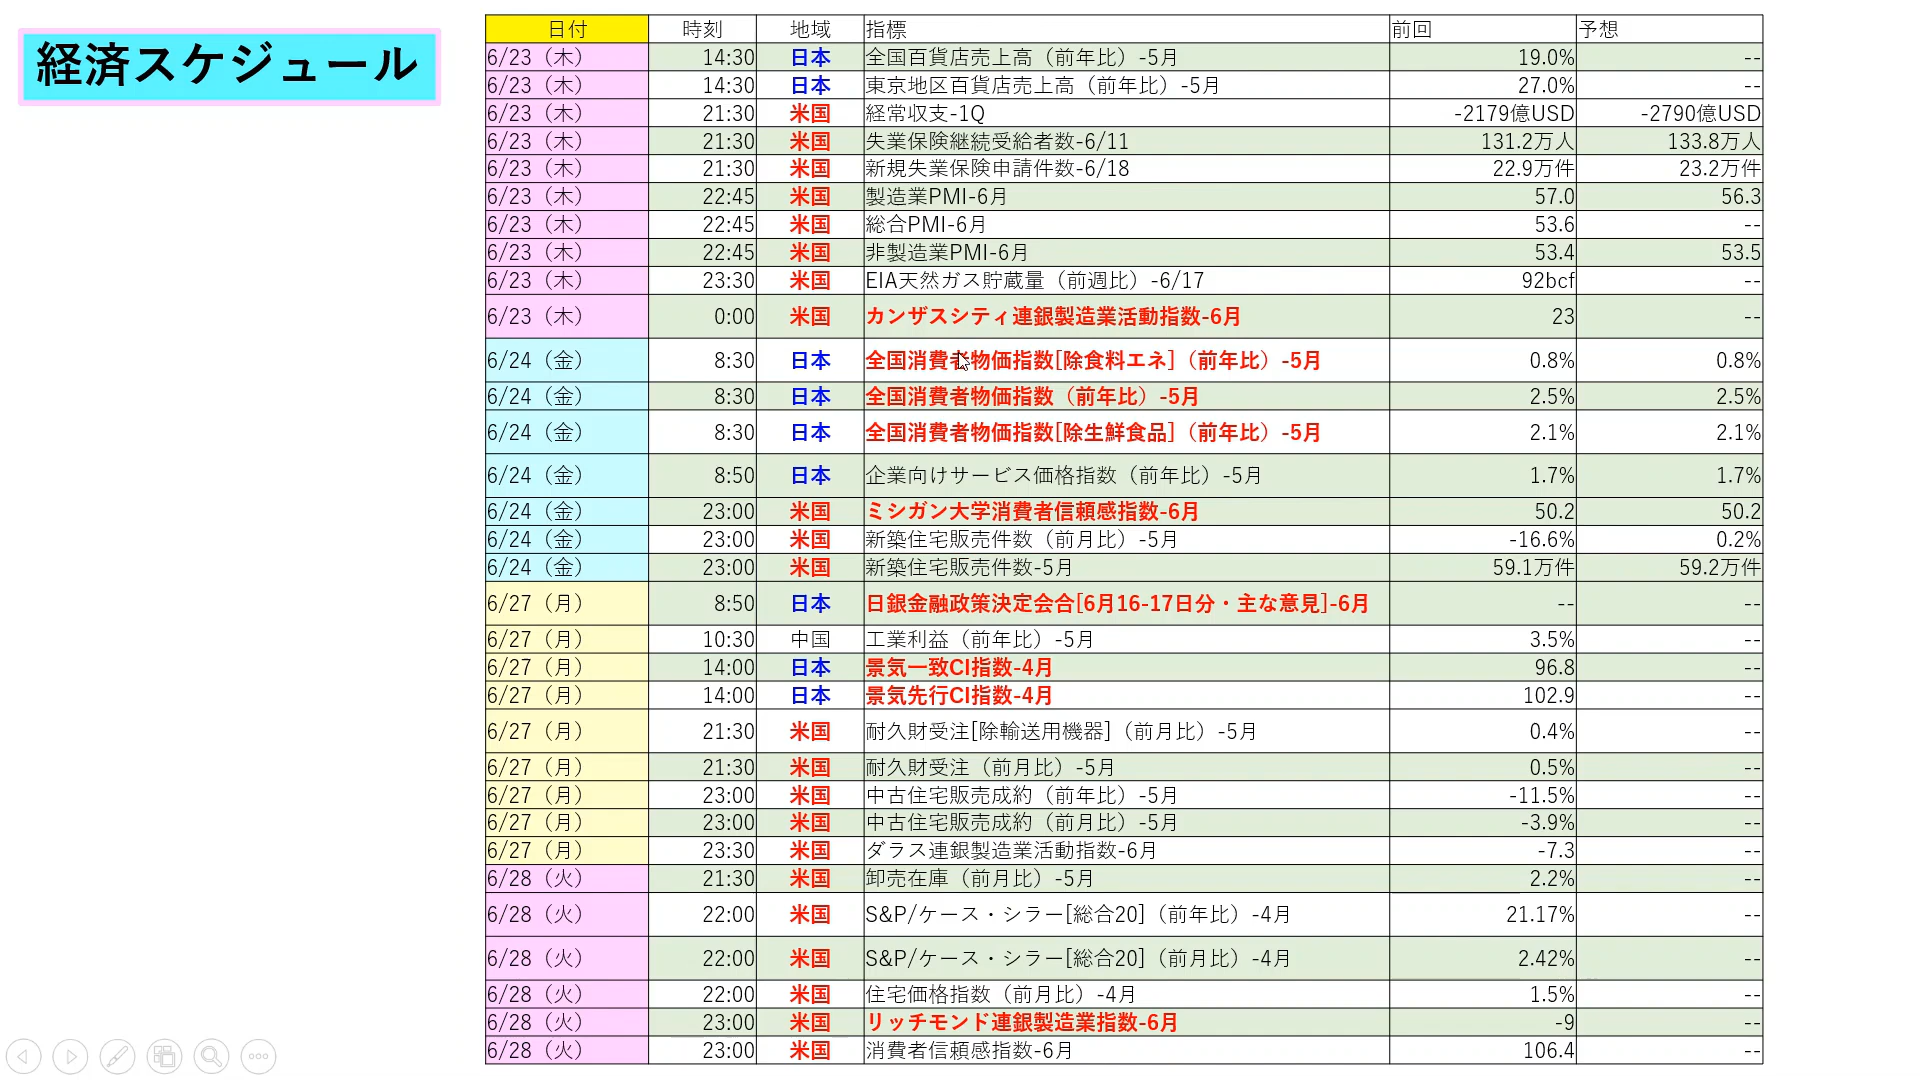 経済スケジュール
日付 時刻 地域 指標 前回 予想
6/23（木） 14:30 日本 全国百貨店売上高（前年比）-5月 19.0% --
6/23（木） 14:30 日本 東京地区百貨店売上高（前年比）-5月 27.0% --
6/23（木） 21:30 米国 経常収支-1Q -2179億USD -2790億USD
6/23（木） 21:30 米国 失業保険継続受給者数-6/11 131.2万人 133.8万人
6/23（木） 21:30 米国 新規失業保険申請件数-6/18 22.9万件 23.2万件
6/23（木） 22:45 米国 製造業PMI-6月 57.0 56.3
6/23（木） 22:45 米国 総合PMI-6月 53.6 --
6/23（木） 22:45 米国 非製造業PMI-6月 53.4 53.5
6/23（木） 23:30 米国 EIA天然ガス貯蔵量（前週比）-6/17 92bcf --
6/23（木） 0:00 米国 カンザスシティ連銀製造業活動指数-6月 23 --
6/24（金） 8:30 日本 全国消費者物価指数[除食料エネ]（前年比）-5月 0.8% 0.8%
6/24（金） 8:30 日本 全国消費者物価指数（前年比）-5月 2.5% 2.5%
6/24（金） 8:30 日本 全国消費者物価指数[除生鮮食品]（前年比）-5月 2.1% 2.1%
6/24（金） 8:50 日本 企業向けサービス価格指数（前年比）-5月 1.7% 1.7%
6/24（金） 23:00 米国 ミシガン大学消費者信頼感指数-6月 50.2 50.2
6/24（金） 23:00 米国 新築住宅販売件数（前月比）-5月 -16.6% 0.2%
6/24（金） 23:00 米国 新築住宅販売件数-5月 59.1万件 59.2万件
6/27（月） 8:50 日本 日銀金融政策決定会合[6月16-17日分・主な意見]-6月 -- --
6/27（月） 10:30 中国 工業利益（前年比）-5月 3.5% --
6/27（月） 14:00 日本 景気一致CI指数-4月 96.8 --
6/27（月） 14:00 日本 景気先行CI指数-4月 102.9 --
6/27（月） 21:30 米国 耐久財受注[除輸送用機器]（前月比）-5月 0.4% --
6/27（月） 21:30 米国 耐久財受注（前月比）-5月 0.5% --
6/27（月） 23:00 米国 中古住宅販売成約（前年比）-5月 -11.5% --
6/27（月） 23:00 米国 中古住宅販売成約（前月比）-5月 -3.9% --
6/27（月） 23:30 米国 ダラス連銀製造業活動指数-6月 -7.3 --
6/28（火） 21:30 米国 卸売在庫（前月比）-5月 2.2% --
6/28（火） 22:00 米国 S&P/ケース・シラー[総合20]（前年比）-4月 21.17% --
6/28（火） 22:00 米国 S&P/ケース・シラー[総合20]（前月比）-4月 2.42% --
6/28（火） 22:00 米国 住宅価格指数（前月比）-4月 1.5% --
6/28（火） 23:00 米国 リッチモンド連銀製造業指数-6月 -9 --
6/28（火） 23:00 米国 消費者信頼感指数-6月 106.4 --